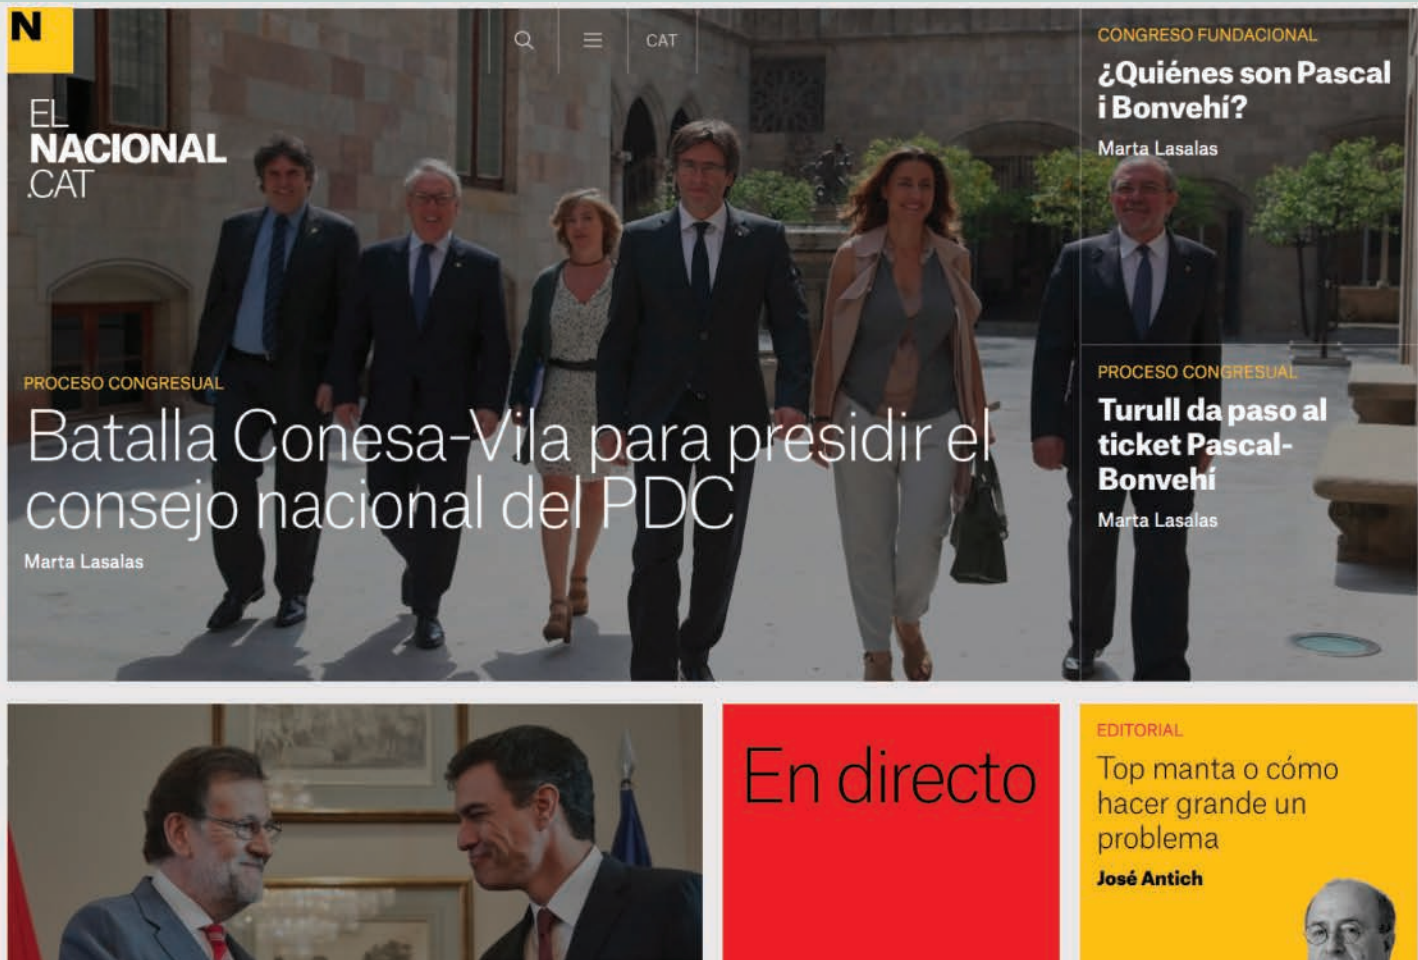 N
EL
NACIONAL
.CAT
CAT
PROCESO CONGRESUAL
Batalla Conesa-Vila para presidir el
consejo nacional del PDC
Marta Lasalas
CONGRESO FUNDACIONAL
¿Quiénes son Pascal
i Bonvehí?
Marta Lasalas
PROCESO CONGRESUAL
Turull da paso al
ticket Pascal-
Bonvehí
Marta Lasalas
En directo
EDITORIAL
Top manta o cómo
hacer grande un
problema
José Antich